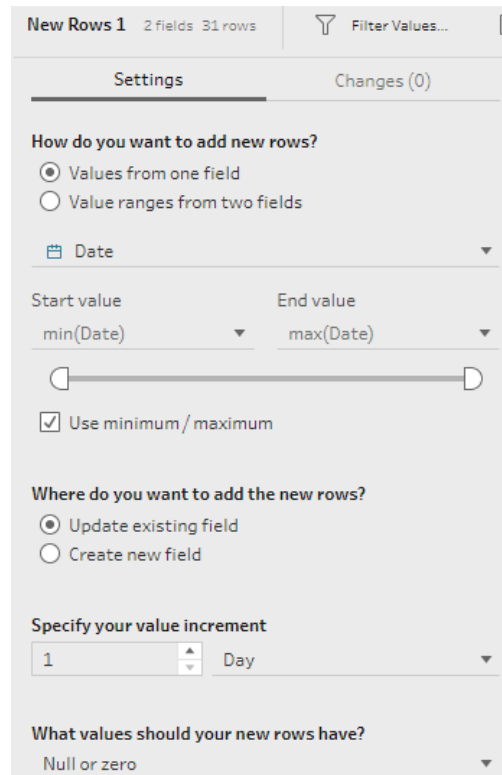 New Rows 1 2 fields 31 rows Filter Values...
Settings Changes (0)
How do you want to add new rows?
Values from one field
Value ranges from two fields
Date
Start value End value
min(Date) max(Date)
Use minimum / maximum
Where do you want to add the new rows?
Update existing field
Create new field
Specify your value increment
1 Day
What values should your new rows have?
Null or zero